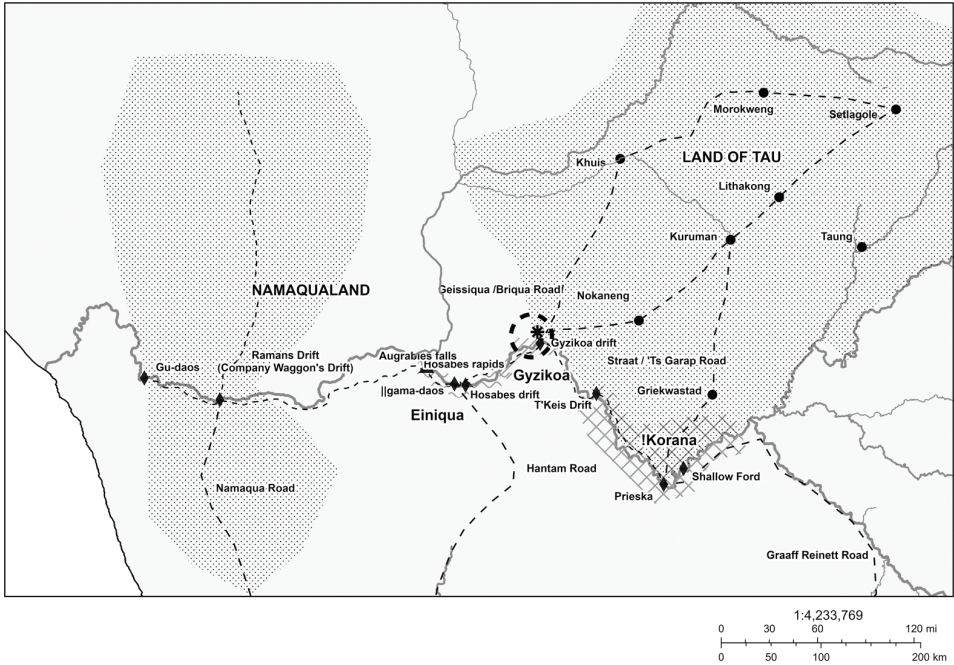 Morokweng
Setlagole
LAND OF TAU
Khuis
Lithakong
Kuruman
Taung
NAMAQUALAND
Geissiqua /Briqua Road
Nokaneng
Gyzikoa drift
Ramans Drift
(Company Waggon's Drift)
Augrabies falls
Hosabes rapids
Straat / 'Ts Garap Road
Gu-daos
Gyzikoa
||gama-daos
Hosabes drift
Griekwastad
T'Keis Drift
Einiqua
!Korana
Hantam Road
Shallow Ford
Namaqua Road
Prieska
Graaff Reinett Road
1:4,233,769
0 30 60 120 mi
0 50 100 200 km